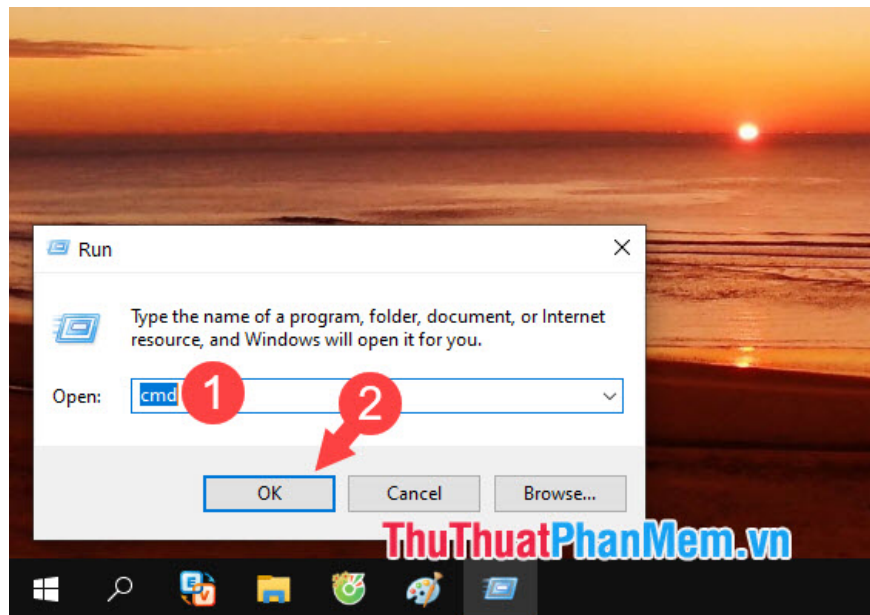 Run
Type the name of a program, folder, document, or Internet
resource, and Windows will open it for you.
Open: cmd 1
2
OK Cancel Browse...
ThuThuatPhanMem.vn